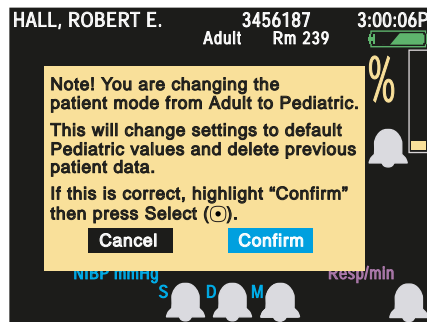 HALL, ROBERT E. 3456187 3:00:06P
Adult Rm 239
%
Note! You are changing the
patient mode from Adult to Pediatric.
This will change settings to default
Pediatric values and delete previous
patient data.
If this is correct, highlight “Confirm”
then press Select (⊙).
Cancel Confirm
NIBP mmHg Resp/min
S D M